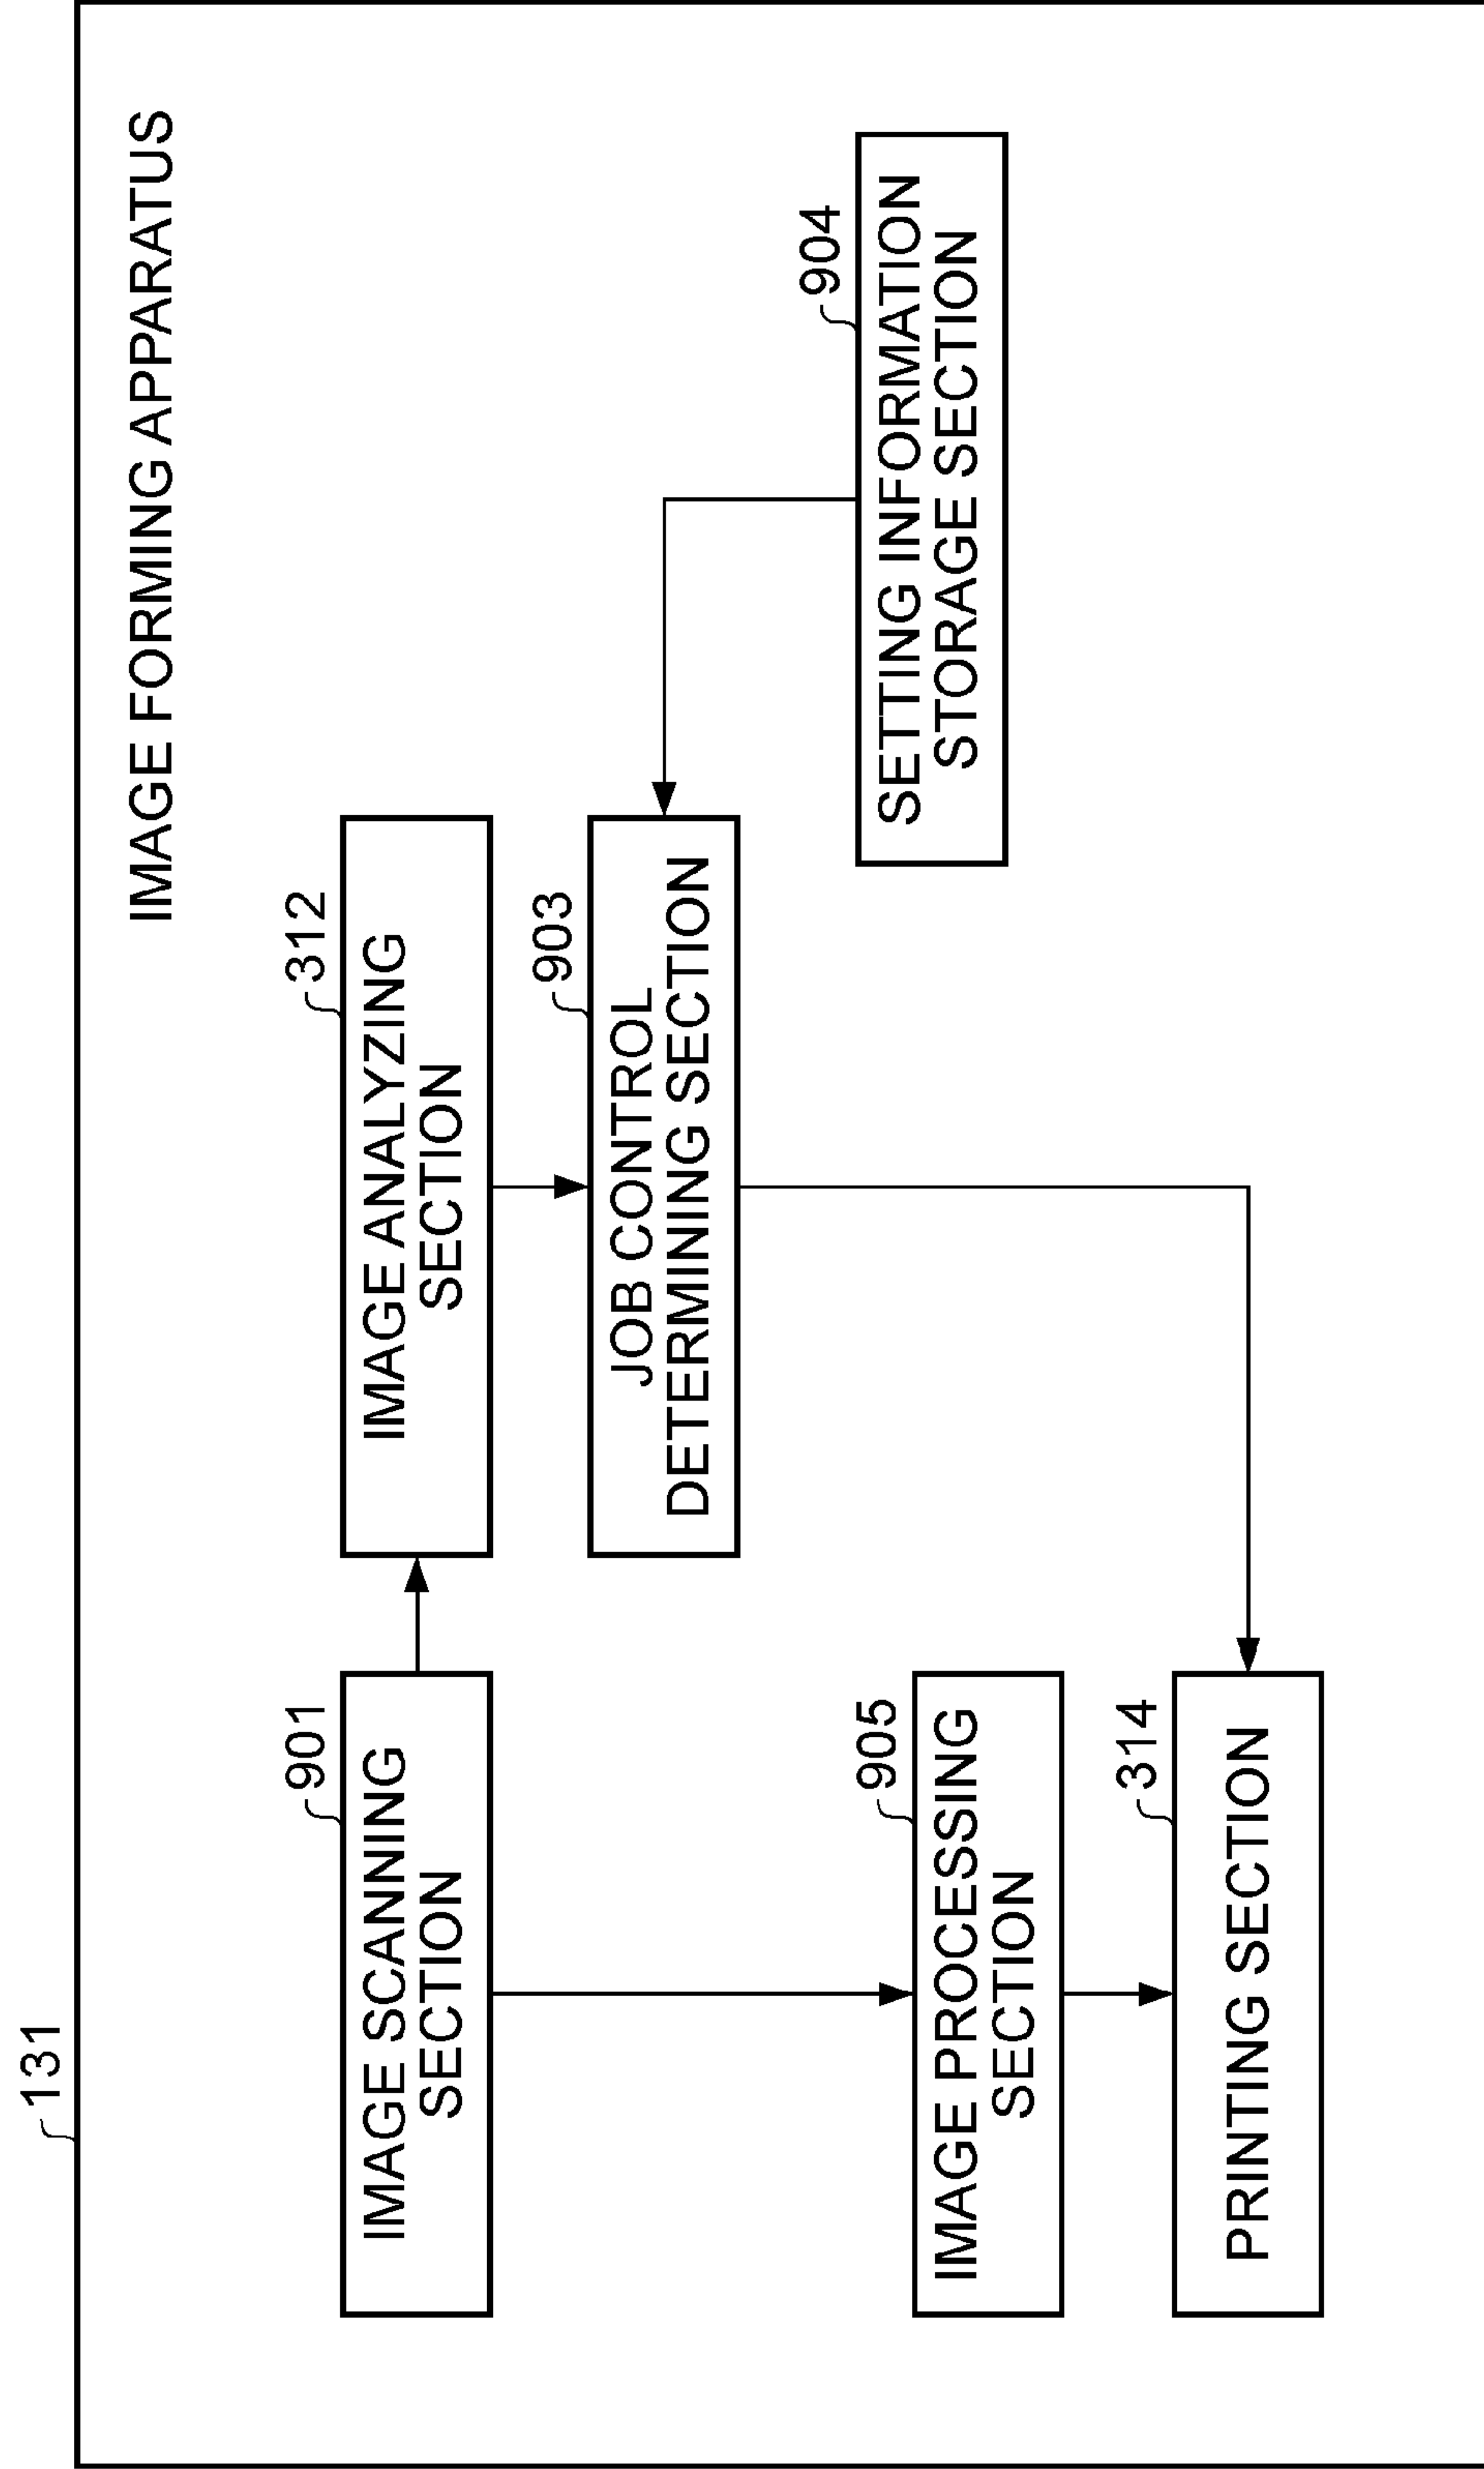 131
IMAGE FORMING APPARATUS
901
IMAGE SCANNING
SECTION
312
IMAGE ANALYZING
SECTION
903
JOB CONTROL
DETERMINING SECTION
904
SETTING INFORMATION
STORAGE SECTION
905
IMAGE PROCESSING
SECTION
314
PRINTING SECTION